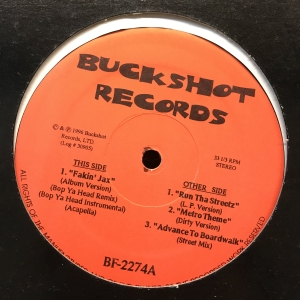 BUCKSHOT
RECORDS
© & ℗ 1996 Buckshot
Records, LTD
(Log # 30905)
33 1/3 RPM
STEREO
THIS SIDE
1. "Fakin' Jax"
(Album Version)
(Bop Ya Head Remix)
(Bop Ya Head Instrumental)
(Acapella)
OTHER SIDE
1. "Run Tha Streetz"
(L.P. Version)
2. "Metro Theme"
(Dirty Version)
3. "Advance To Boardwalk"
(Street Mix)
BF-2274A
ALL RIGHTS OF THE
RESERVED